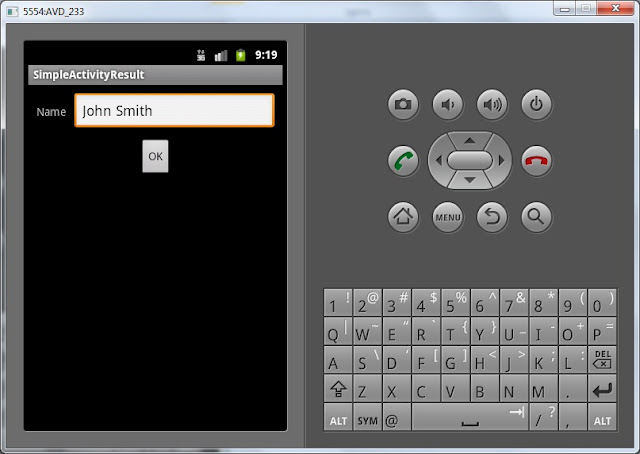 5554:AVD_233
3G 9:19
SimpleActivityResult
Name John Smith
OK
MENU
1 ! 2 @ 3 # 4 $ 5 % 6 ^ 7 & 8 * 9 ( 0 )
Q | W ~ E “ R ` T { Y } U _ I - O + P =
A S \ D ' F [ G ] H < J > K ; L : DEL
Z X C V B N M .
ALT SYM @ / ? , ALT